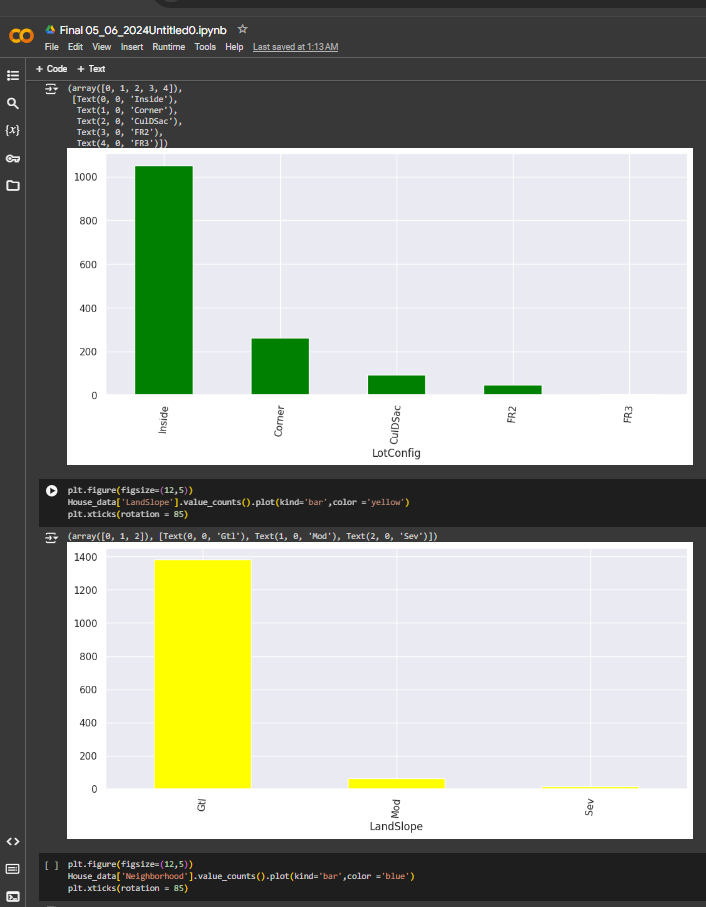 Final 05_06_2024Untitled0.ipynb
File Edit View Insert Runtime Tools Help Last saved at 1:13 AM
+ Code + Text
(array([0, 1, 2, 3, 4]),
[Text(0, 0, 'Inside'),
Text(1, 0, 'Corner'),
Text(2, 0, 'CulDSac'),
Text(3, 0, 'FR2'),
Text(4, 0, 'FR3')])
{x}
1000
800
600
400
200
0
Inside Corner CulDSac FR2 FR3
LotConfig
plt.figure(figsize=(12,5))
House_data['LandSlope'].value_counts().plot(kind='bar',color ='yellow')
plt.xticks(rotation = 85)
(array([0, 1, 2]), [Text(0, 0, 'Gtl'), Text(1, 0, 'Mod'), Text(2, 0, 'Sev')])
1400
1200
1000
800
600
400
200
0
Gtl Mod Sev
LandSlope
[ ] plt.figure(figsize=(12,5))
House_data['Neighborhood'].value_counts().plot(kind='bar',color ='blue')
plt.xticks(rotation = 85)